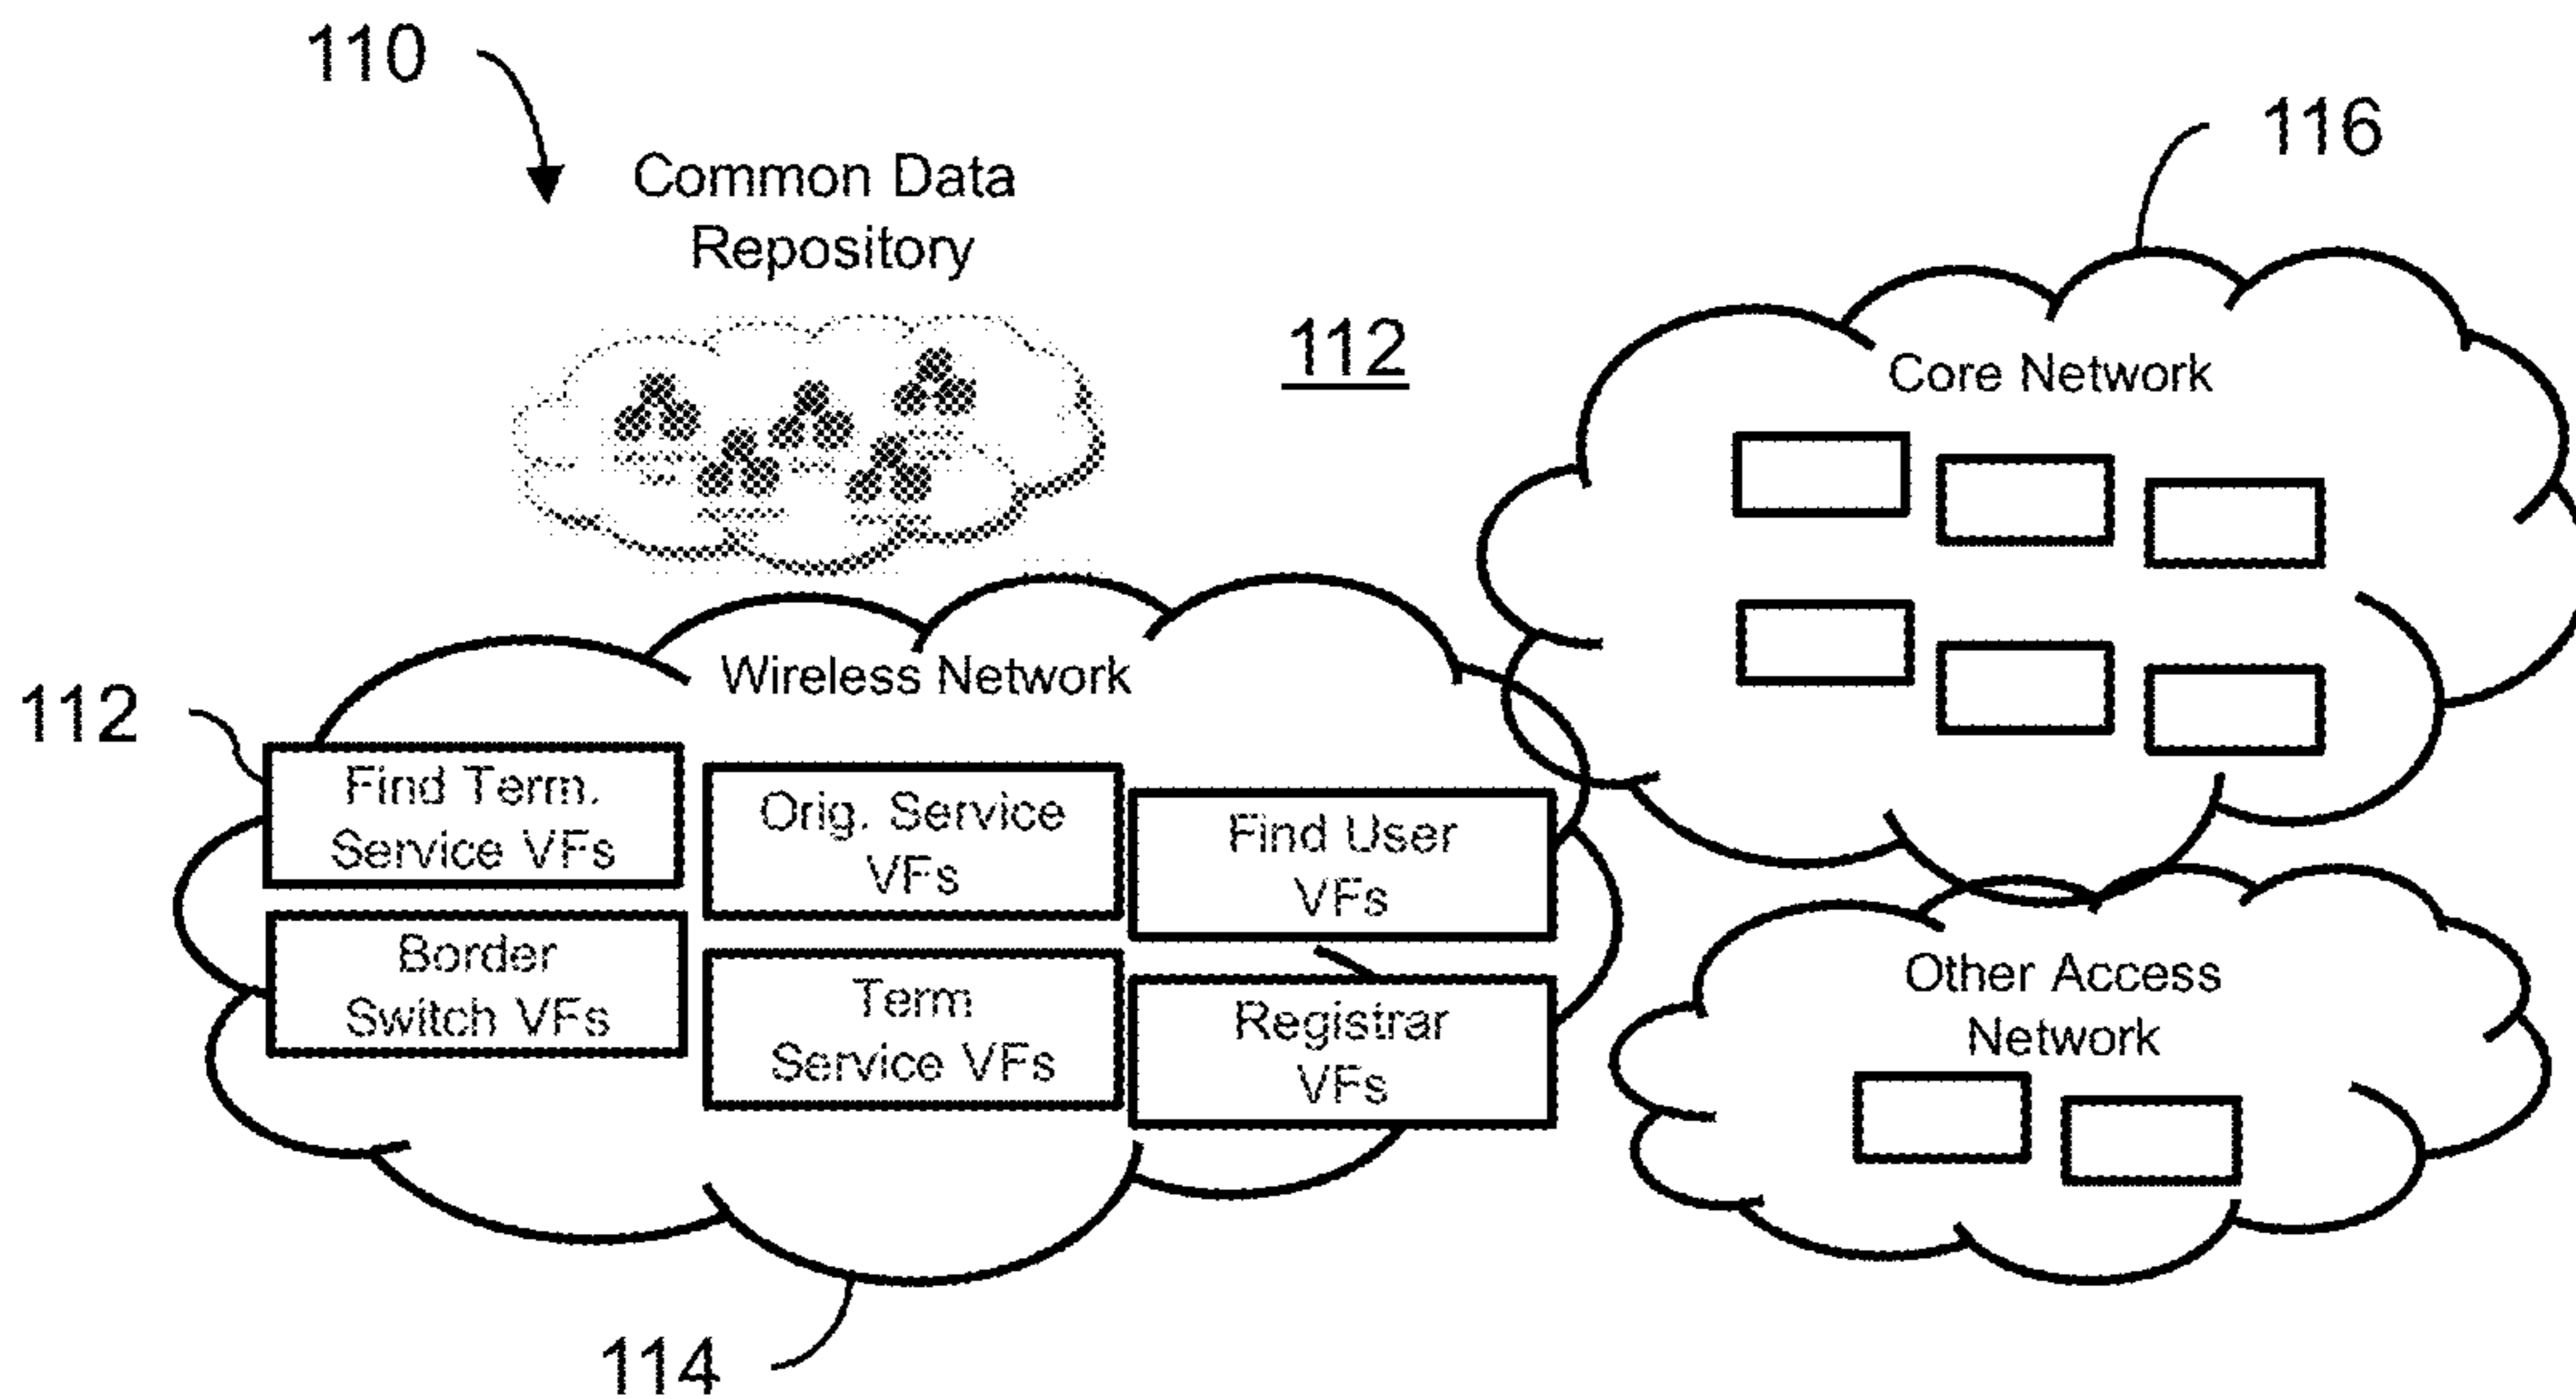 110
Common Data
Repository
116
112
Core Network
Wireless Network
112
Find Term.
Service VFs
Orig. Service
VFs
Find User
VFs
Border
Switch VFs
Term
Service VFs
Registrar
VFs
Other Access
Network
114